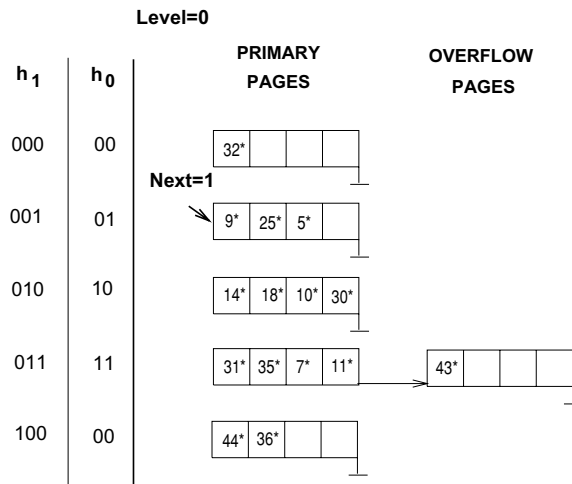 Level=0
h1 h0 PRIMARY PAGES OVERFLOW PAGES
000 00 32*
Next=1
001 01 9* 25* 5*
010 10 14* 18* 10* 30*
011 11 31* 35* 7* 11* 43*
100 00 44* 36*